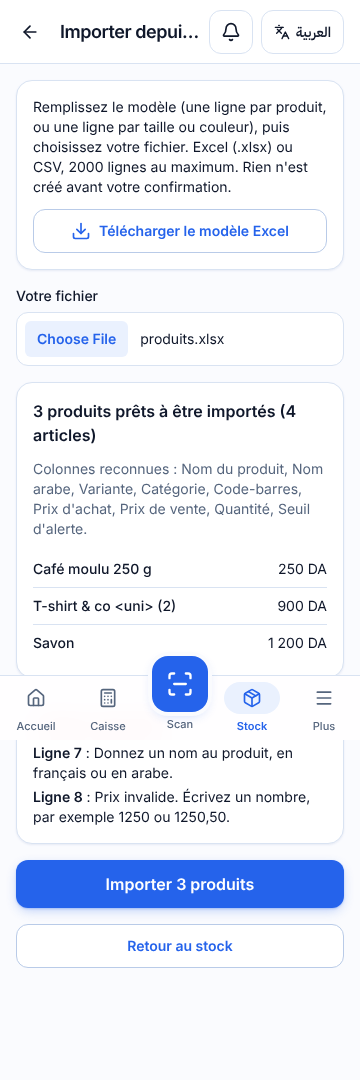 Importer depui...
العربية
Remplissez le modèle (une ligne par produit,
ou une ligne par taille ou couleur), puis
choisissez votre fichier. Excel (.xlsx) ou
CSV, 2000 lignes au maximum. Rien n'est
créé avant votre confirmation.
Télécharger le modèle Excel
Votre fichier
Choose File produits.xlsx
3 produits prêts à être importés (4
articles)
Colonnes reconnues : Nom du produit, Nom
arabe, Variante, Catégorie, Code-barres,
Prix d'achat, Prix de vente, Quantité, Seuil
d'alerte.
Café moulu 250 g 250 DA
T-shirt & co <uni> (2) 900 DA
Savon 1 200 DA
Accueil Caisse Scan Stock Plus
Ligne 7 : Donnez un nom au produit, en
français ou en arabe.
Ligne 8 : Prix invalide. Écrivez un nombre,
par exemple 1250 ou 1250,50.
Importer 3 produits
Retour au stock